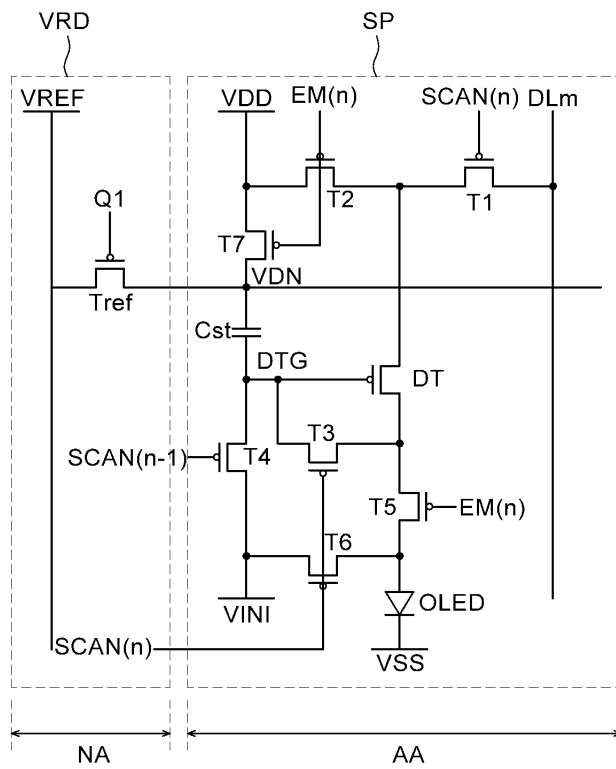 VRD
SP
VREF
VDD
EM(n)
SCAN(n)
DLm
T2
T1
Q1
T7
Tref
VDN
Cst
DTG
DT
T3
SCAN(n-1)
T4
T5
EM(n)
T6
VINI
OLED
SCAN(n)
VSS
NA
AA